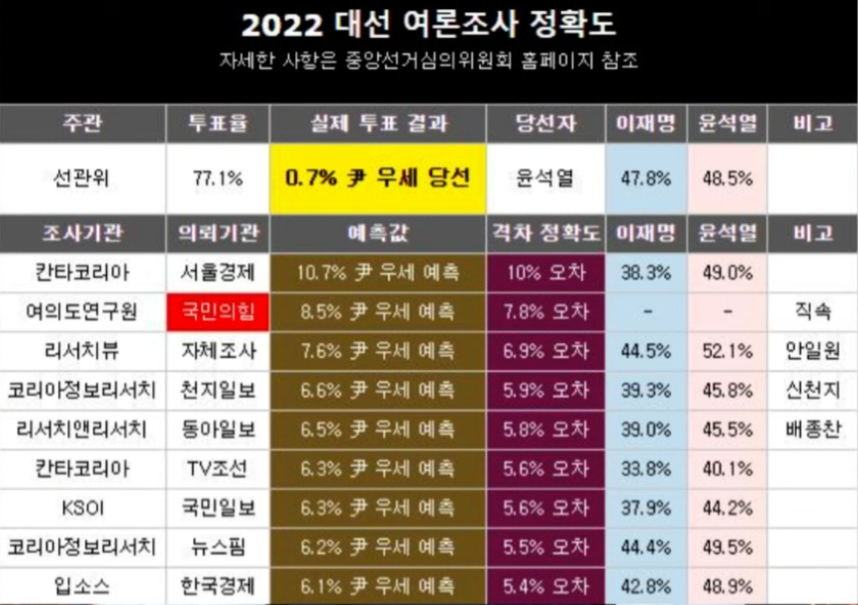 2022 대선 여론조사 정확도
자세한 사항은 중앙선거심의위원회 홈페이지 참조
주관 투표율 실제 투표 결과 당선자 이재명 윤석열 비고
선관위 77.1% 0.7% 尹 우세 당선 윤석열 47.8% 48.5%
조사기관 의뢰기관 예측값 격차 정확도 이재명 윤석열 비고
칸타코리아 서울경제 10.7% 尹 우세 예측 10% 오차 38.3% 49.0%
여의도연구원 국민의힘 8.5% 尹 우세 예측 7.8% 오차 - - 직속
리서치뷰 자체조사 7.6% 尹 우세 예측 6.9% 오차 44.5% 52.1% 안일원
코리아정보리서치 천지일보 6.6% 尹 우세 예측 5.9% 오차 39.3% 45.8% 신천지
리서치앤리서치 동아일보 6.5% 尹 우세 예측 5.8% 오차 39.0% 45.5% 배종찬
칸타코리아 TV조선 6.3% 尹 우세 예측 5.6% 오차 33.8% 40.1%
KSOI 국민일보 6.3% 尹 우세 예측 5.6% 오차 37.9% 44.2%
코리아정보리서치 뉴스핌 6.2% 尹 우세 예측 5.5% 오차 44.4% 49.5%
입소스 한국경제 6.1% 尹 우세 예측 5.4% 오차 42.8% 48.9%